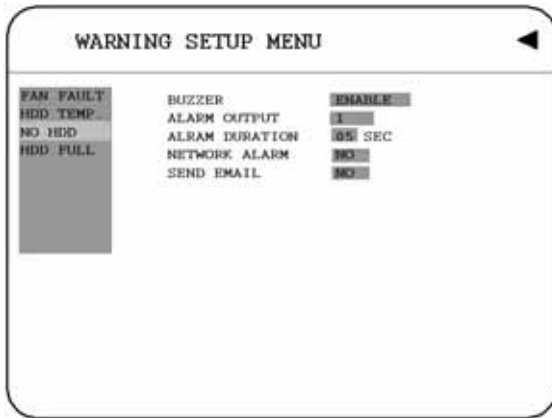 WARNING SETUP MENU
FAN FAULT
HDD TEMP
NO HDD
HDD FULL
BUZZER ENABLE
ALARM OUTPUT 1
ALRAM DURATION 05 SEC
NETWORK ALARM NO
SEND EMAIL NO